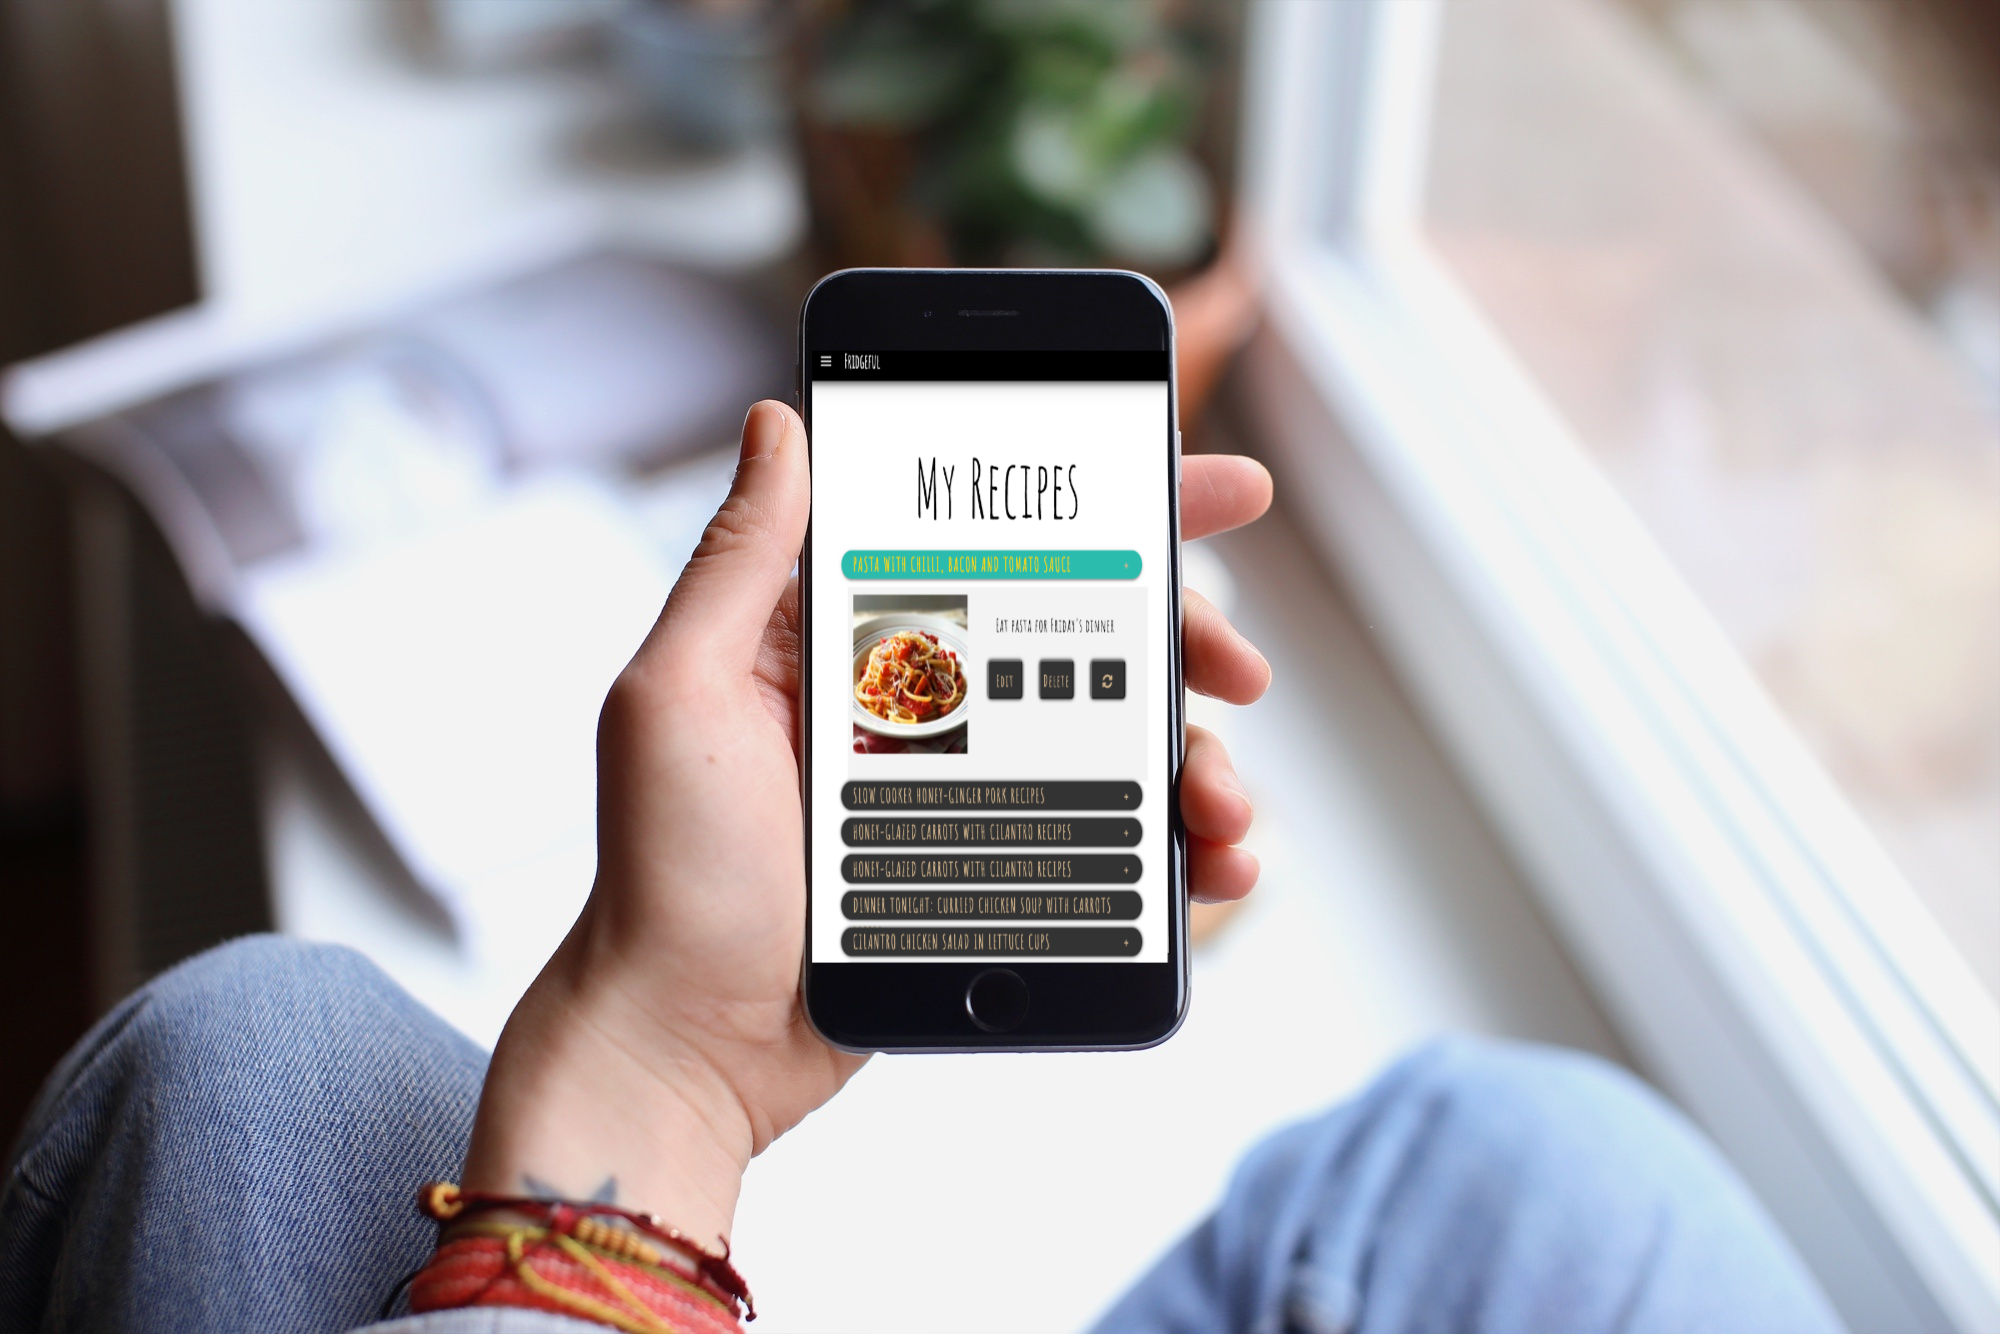 Fridgeful
My Recipes
PASTA WITH CHILLI, BACON AND TOMATO SAUCE +
Eat pasta for Friday's dinner
Edit Delete
SLOW COOKER HONEY-GINGER PORK RECIPES +
HONEY-GLAZED CARROTS WITH CILANTRO RECIPES +
HONEY-GLAZED CARROTS WITH CILANTRO RECIPES +
DINNER TONIGHT: CURRIED CHICKEN SOUP WITH CARROTS
CILANTRO CHICKEN SALAD IN LETTUCE CUPS +